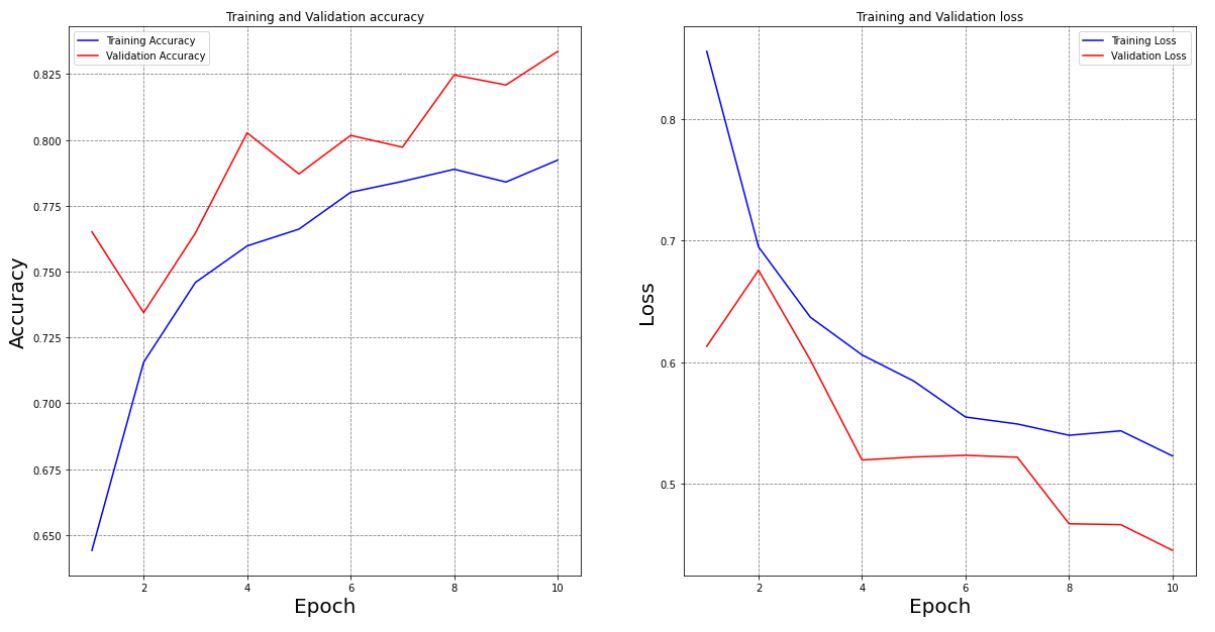 Training and Validation accuracy
Training Accuracy
Validation Accuracy
0.825
0.800
0.775
0.750
0.725
0.700
0.675
0.650
Accuracy
2 4 6 8 10
Epoch
Training and Validation loss
Training Loss
Validation Loss
0.8
0.7
0.6
0.5
Loss
2 4 6 8 10
Epoch